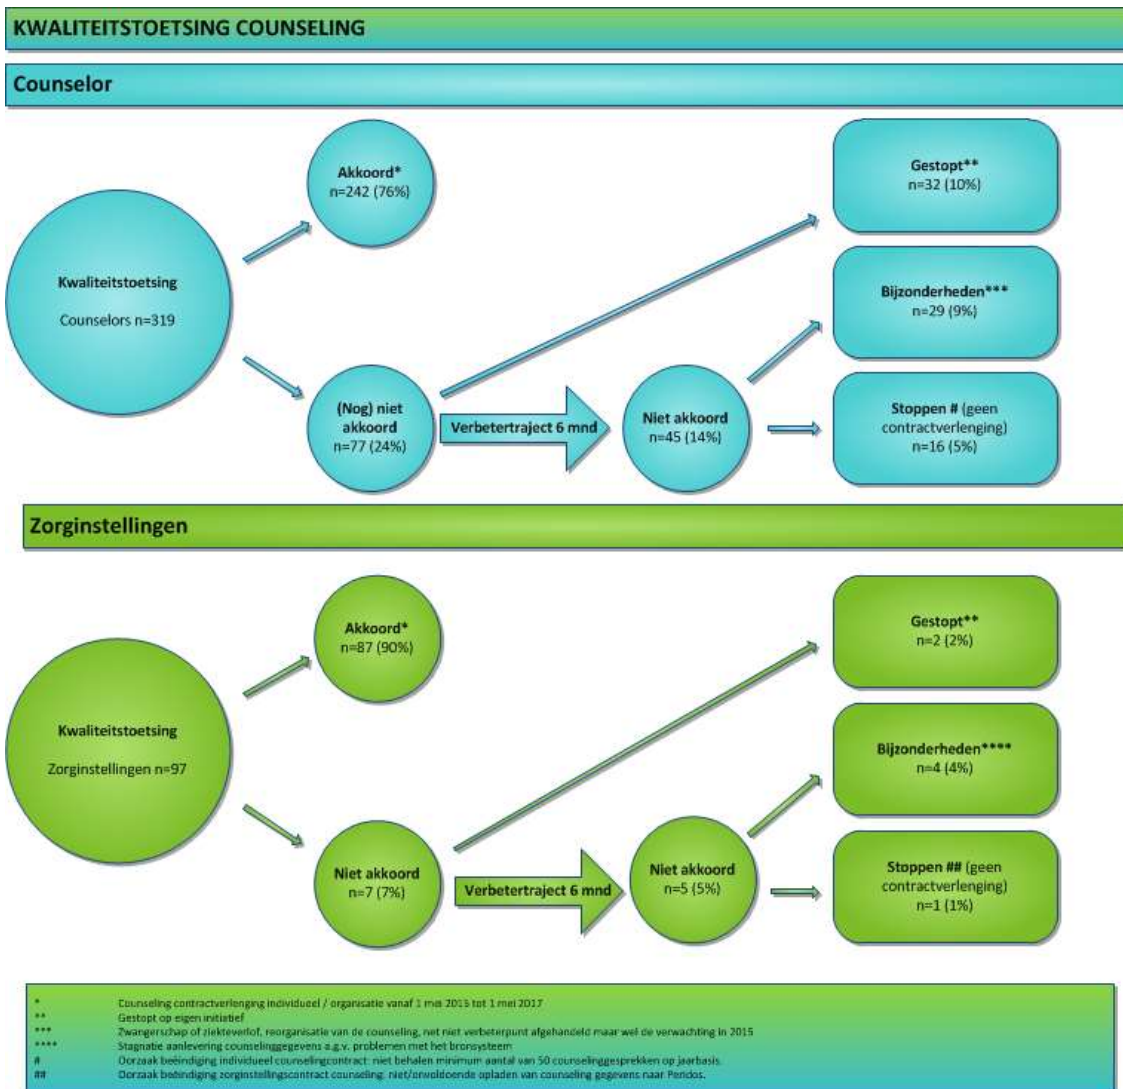 KWALITEITSTOETSING COUNSELING
Counselor
Akkoord*
n=242 (76%)
Gestopt**
n=32 (10%)
Kwaliteitstoetsing
Counselors n=319
Bijzonderheden***
n=29 (9%)
(Nog) niet
akkoord
n=77 (24%)
Verbetertraject 6 mnd
Niet akkoord
n=45 (14%)
Stoppen # (geen
contractverlenging)
n=16 (5%)
Zorginstellingen
Akkoord*
n=87 (90%)
Gestopt**
n=2 (2%)
Kwaliteitstoetsing
Zorginstellingen n=97
Bijzonderheden****
n=4 (4%)
Niet akkoord
n=7 (7%)
Verbetertraject 6 mnd
Niet akkoord
n=5 (5%)
Stoppen ## (geen
contractverlenging)
n=1 (1%)
* Counseling contractverlenging individueel / organisatie vanaf 1 mei 2015 tot 1 mei 2017
** Gestopt op eigen initiatief
*** Zwangerschap of ziekteverlof, reorganisatie van de counseling, net niet verbeterpunt afgehandeld maar wel de verwachting in 2015
**** Stagnatie aanlevering counselinggegevens a.g.v. problemen met het bronsysteem
# Oorzaak beëindiging individueel counselingcontract: niet behalen minimum aantal van 50 counselinggesprekken op jaarbasis.
## Oorzaak beëindiging zorginstellingscontract counseling: niet/onvoldoende opladen van counseling gegevens naar Peridos.